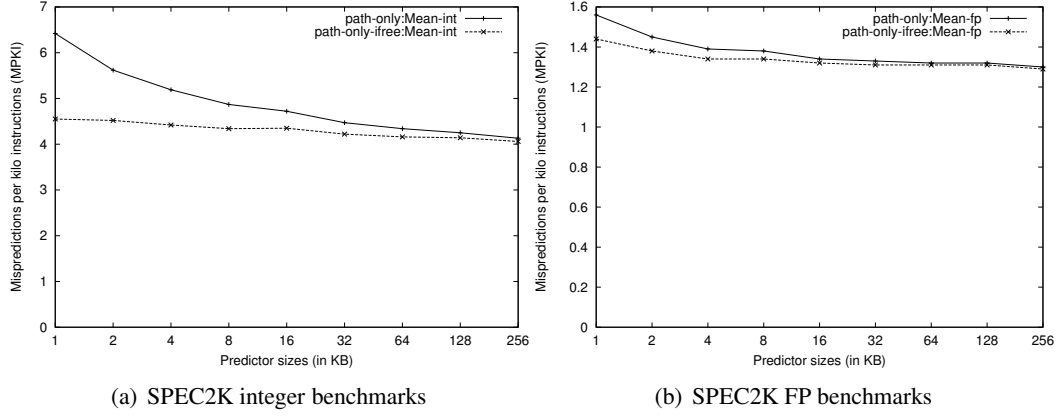 7
6
5
4
3
2
1
0
Mispredictions per kilo instructions (MPKI)
path-only:Mean-int
path-only-ifree:Mean-int
1 2 4 8 16 32 64 128 256
Predictor sizes (in KB)
(a) SPEC2K integer benchmarks
1.6
1.4
1.2
1
0.8
0.6
0.4
0.2
0
Mispredictions per kilo instructions (MPKI)
path-only:Mean-fp
path-only-ifree:Mean-fp
1 2 4 8 16 32 64 128 256
Predictor sizes (in KB)
(b) SPEC2K FP benchmarks